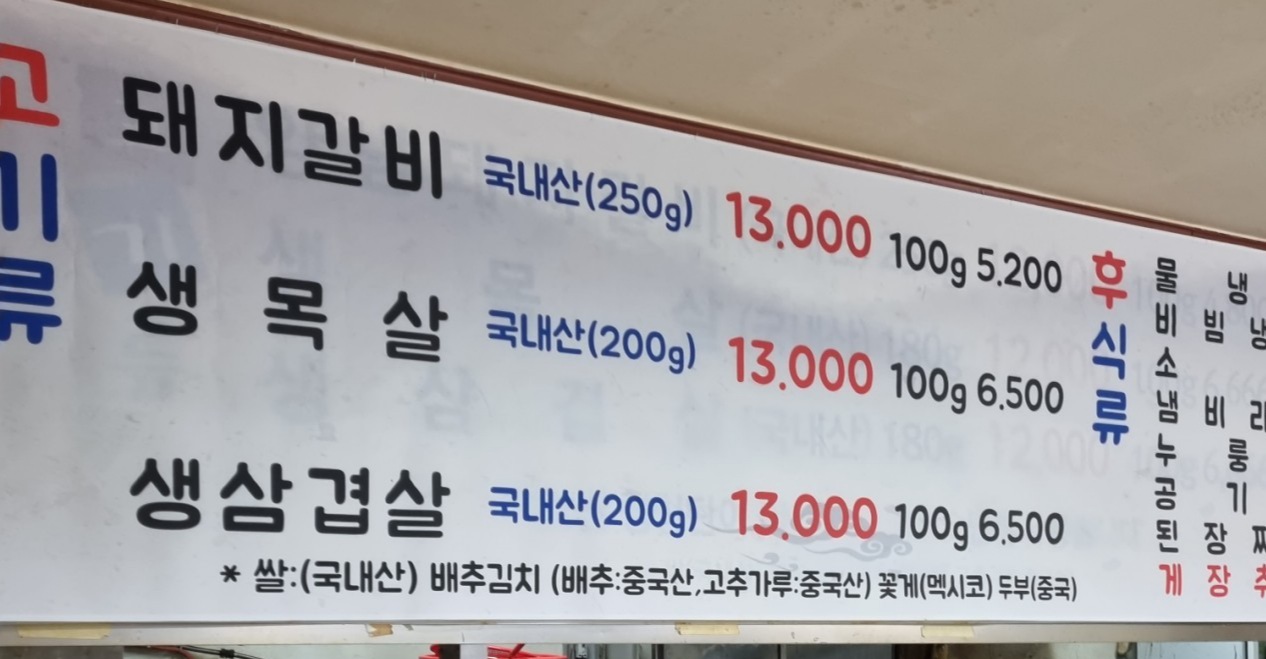 고기류
돼지갈비 국내산(250g) 13.000 100g 5.200
생목살 국내산(200g) 13.000 100g 6.500
생삼겹살 국내산(200g) 13.000 100g 6.500
* 쌀:(국내산) 배추김치 (배추:중국산,고추가루:중국산) 꽃게(멕시코) 두부(중국)
후식류
물 냉
비 빔 냉
소
냄 비 라
누 룽
공 기
된 장 찌
게 장 추